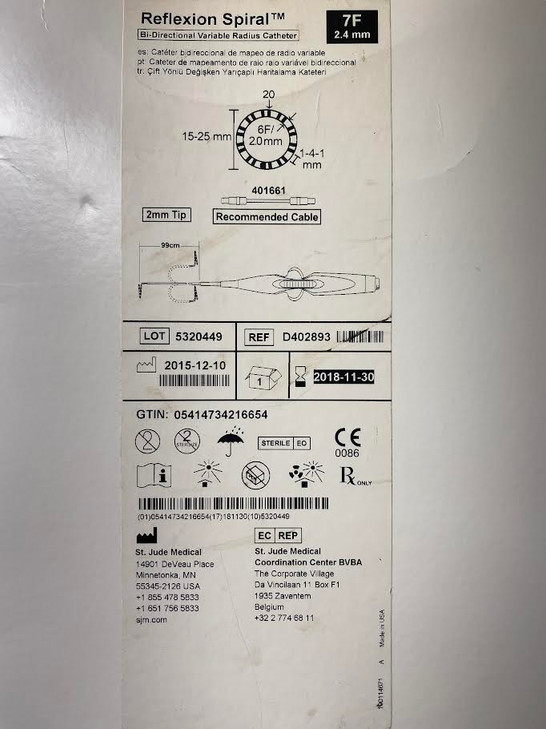 Reflexion Spiral™
7F
2.4 mm
Bi-Directional Variable Radius Catheter
es: Catéter bidireccional de mapeo de radio variable
pt: Cateter de mapeamento de raio raio variável bidireccional
tr: Çift Yönlü Değişken Yarıçaplı Haritalama Kateteri
20
15-25 mm
6F/
2.0mm
1-4-1
mm
401661
2mm Tip
Recommended Cable
99cm
LOT 5320449
REF D402893
2015-12-10
1
2018-11-30
GTIN: 05414734216654
2
2
STERILE EO
CE
0086
i
Rx ONLY
(01)05414734216654(17)181130(10)5320449
EC REP
St. Jude Medical
14901 DeVeau Place
Minnetonka, MN
55345-2126 USA
+1 855 478 5833
+1 651 756 5833
sjm.com
St. Jude Medical
Coordination Center BVBA
The Corporate Village
Da Vincilaan 11 Box F1
1935 Zaventem
Belgium
+32 2 774 68 11
100114671 A Made in USA